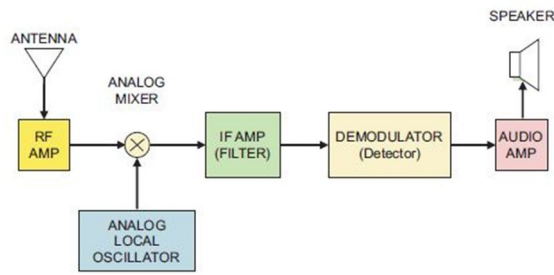 SPEAKER
ANTENNA
ANALOG
MIXER
RF
AMP
IF AMP
(FILTER)
DEMODULATOR
(Detector)
AUDIO
AMP
ANALOG
LOCAL
OSCILLATOR